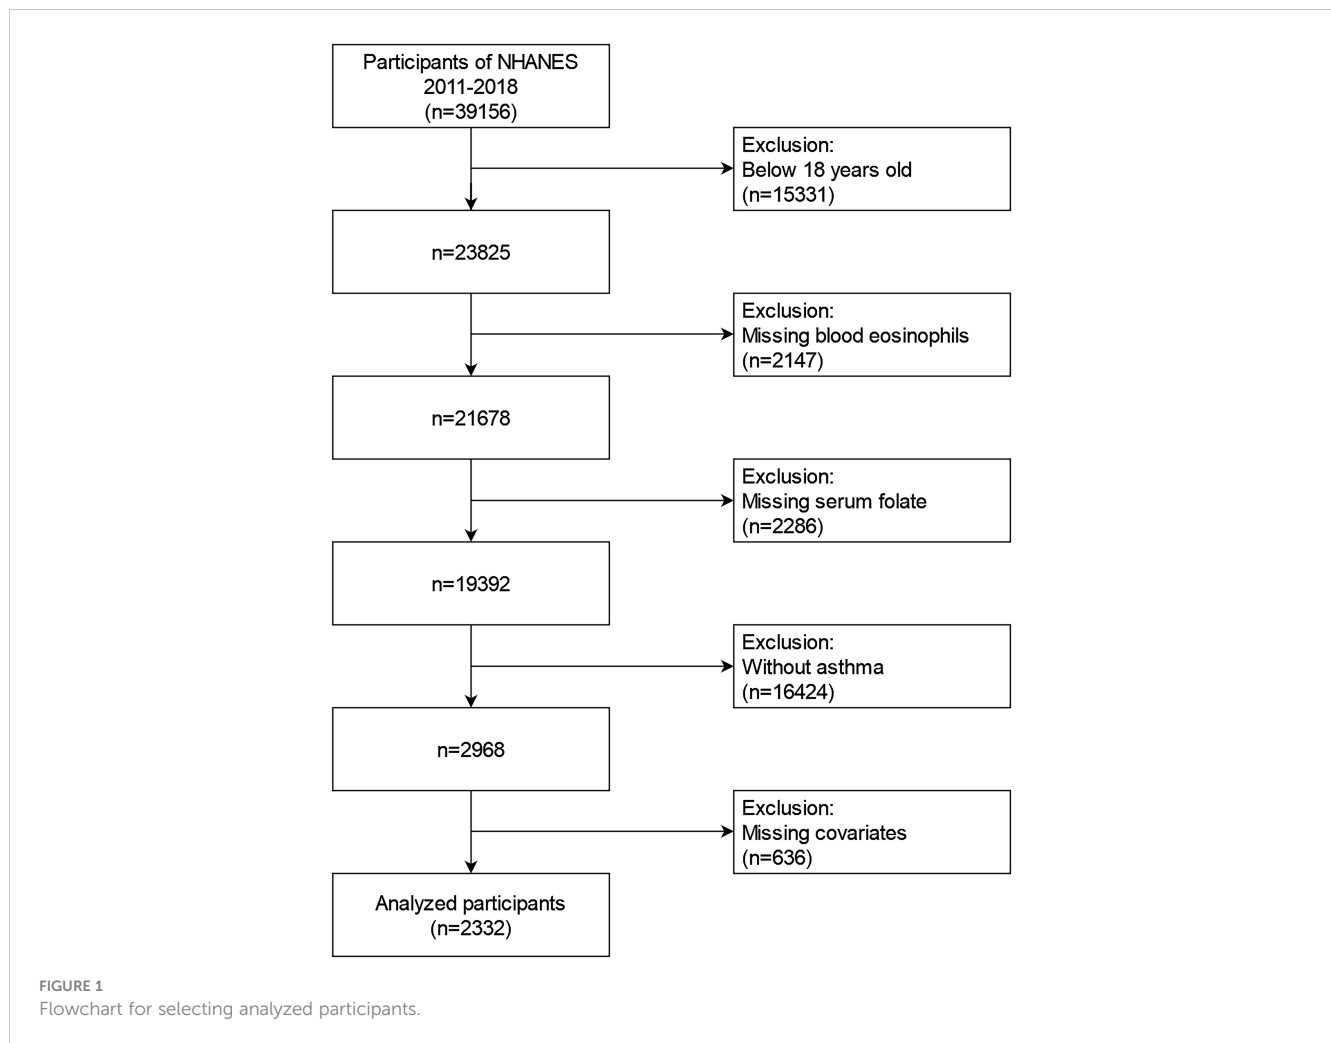 Participants of NHANES
2011-2018
(n=39156)
Exclusion:
Below 18 years old
(n=15331)
n=23825
Exclusion:
Missing blood eosinophils
(n=2147)
n=21678
Exclusion:
Missing serum folate
(n=2286)
n=19392
Exclusion:
Without asthma
(n=16424)
n=2968
Exclusion:
Missing covariates
(n=636)
Analyzed participants
(n=2332)
FIGURE 1
Flowchart for selecting analyzed participants.